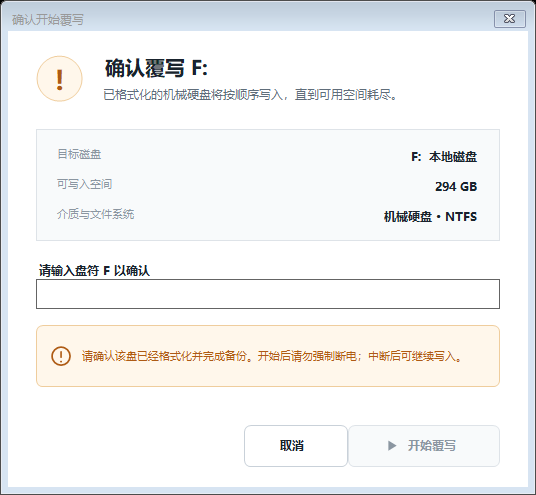 确认开始覆写
!
确认覆写 F:
已格式化的机械硬盘将按顺序写入，直到可用空间耗尽。
目标磁盘
F: 本地磁盘
可写入空间
294 GB
介质与文件系统
机械硬盘 • NTFS
请输入盘符 F 以确认
请确认该盘已经格式化并完成备份。开始后请勿强制断电；中断后可继续写入。
取消
开始覆写